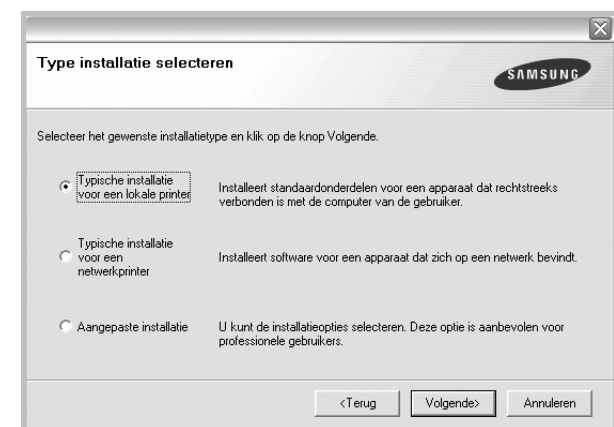 Type installatie selecteren
SAMSUNG
Selecteer het gewenste installatietype en klik op de knop Volgende.
Typische installatie
voor een lokale printer
Installeert standaardonderdelen voor een apparaat dat rechtstreeks
verbonden is met de computer van de gebruiker.
Typische installatie
voor een
netwerkprinter
Installeert software voor een apparaat dat zich op een netwerk bevindt.
Aangepaste installatie
U kunt de installatieopties selecteren. Deze optie is aanbevolen voor
professionele gebruikers.
<Terug
Volgende>
Annuleren